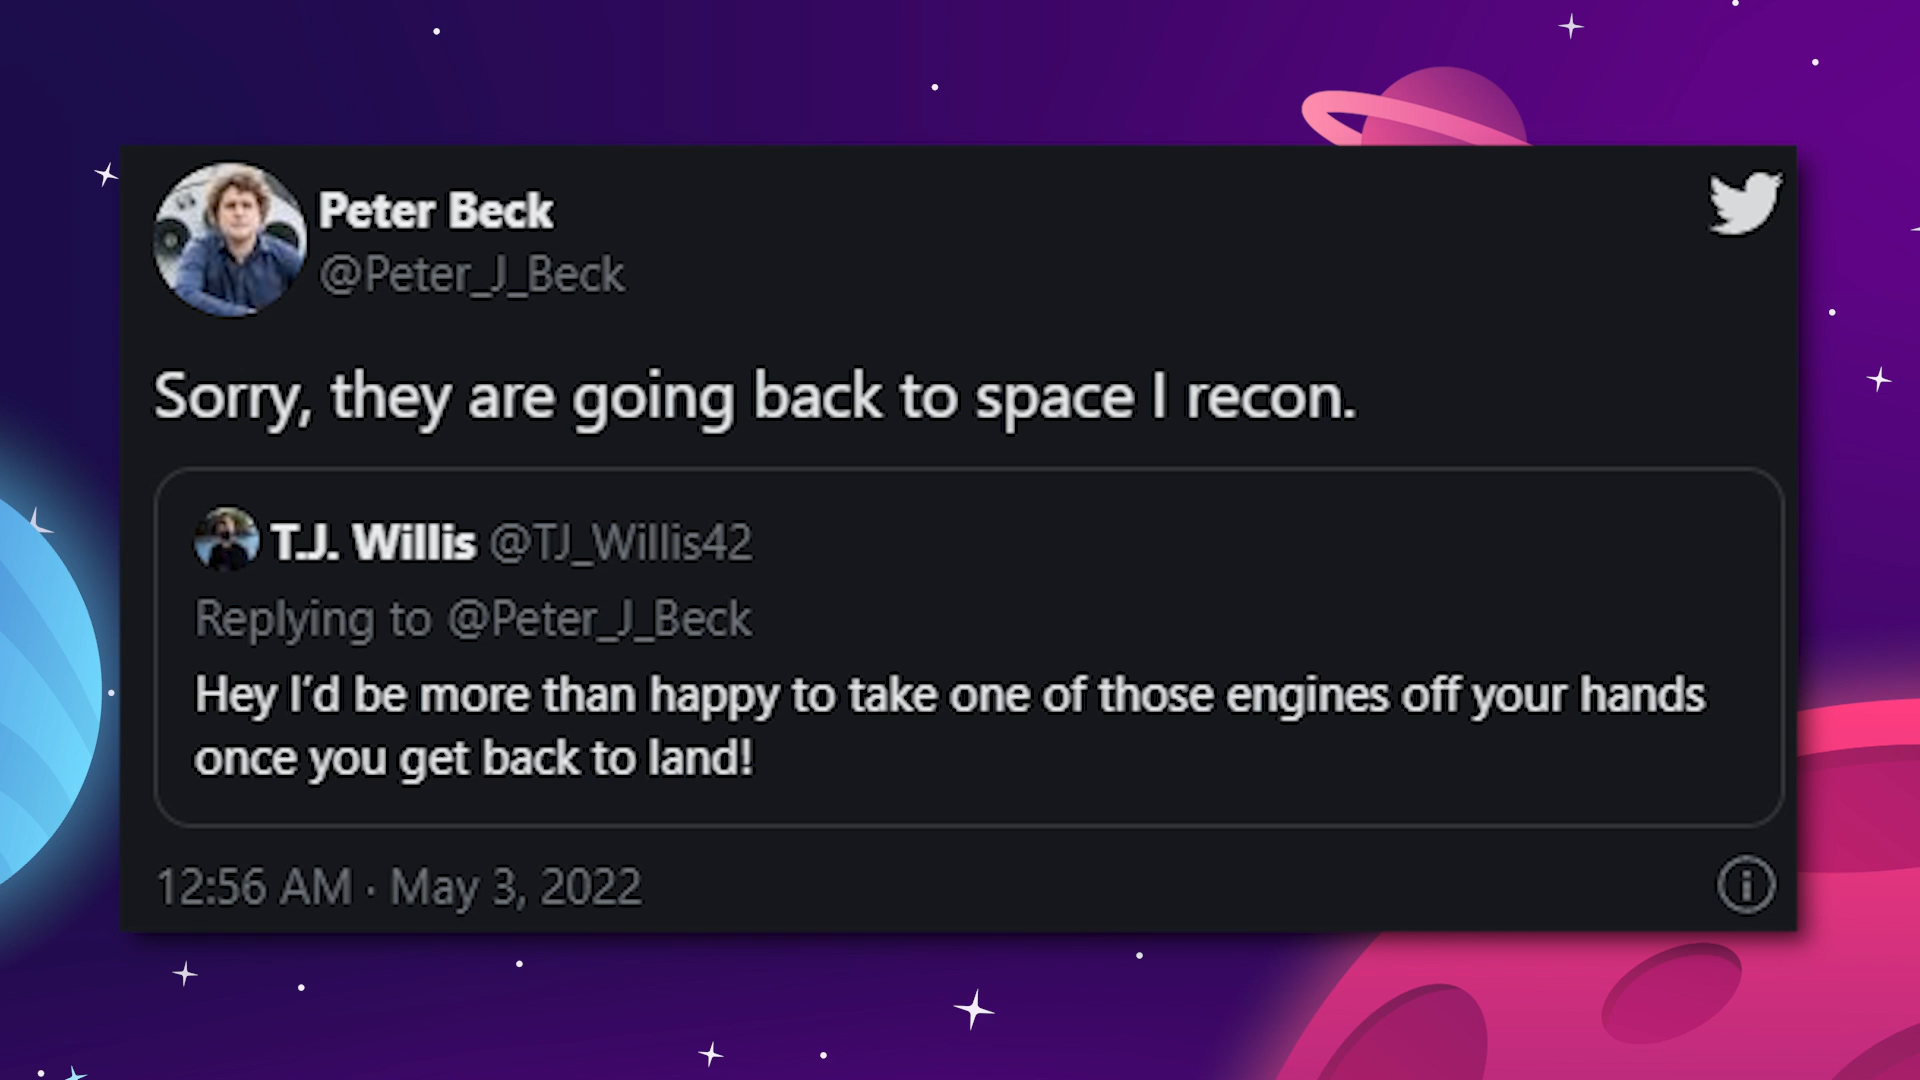 Peter Beck
@Peter_J_Beck
Sorry, they are going back to space I recon.
T.J. Willis @TJ_Willis42
Replying to @Peter_J_Beck
Hey I'd be more than happy to take one of those engines off your hands
once you get back to land!
12:56 AM · May 3, 2022